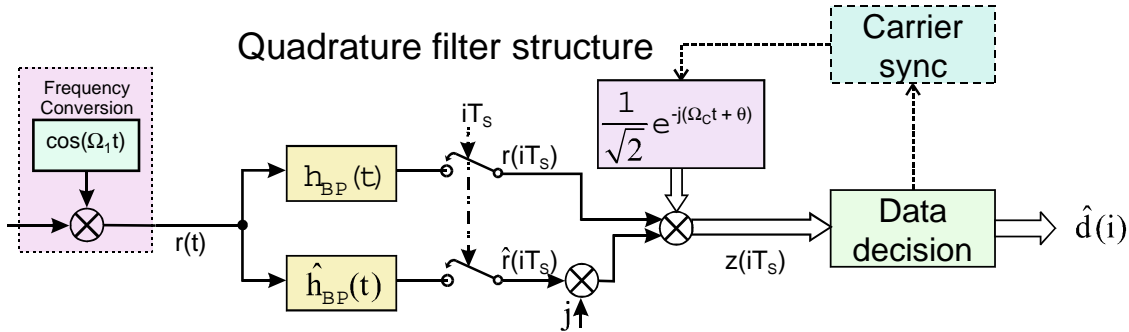 Quadrature filter structure
Carrier
sync
Frequency
Conversion
cos(Ω₁t)
iTₛ
1/√2 e^-j(Ω_C t + θ)
h_BP(t)
r(iTₛ)
r(t)
Data
decision
d̂(i)
ĥ_BP(t)
r̂(iTₛ)
z(iTₛ)
j